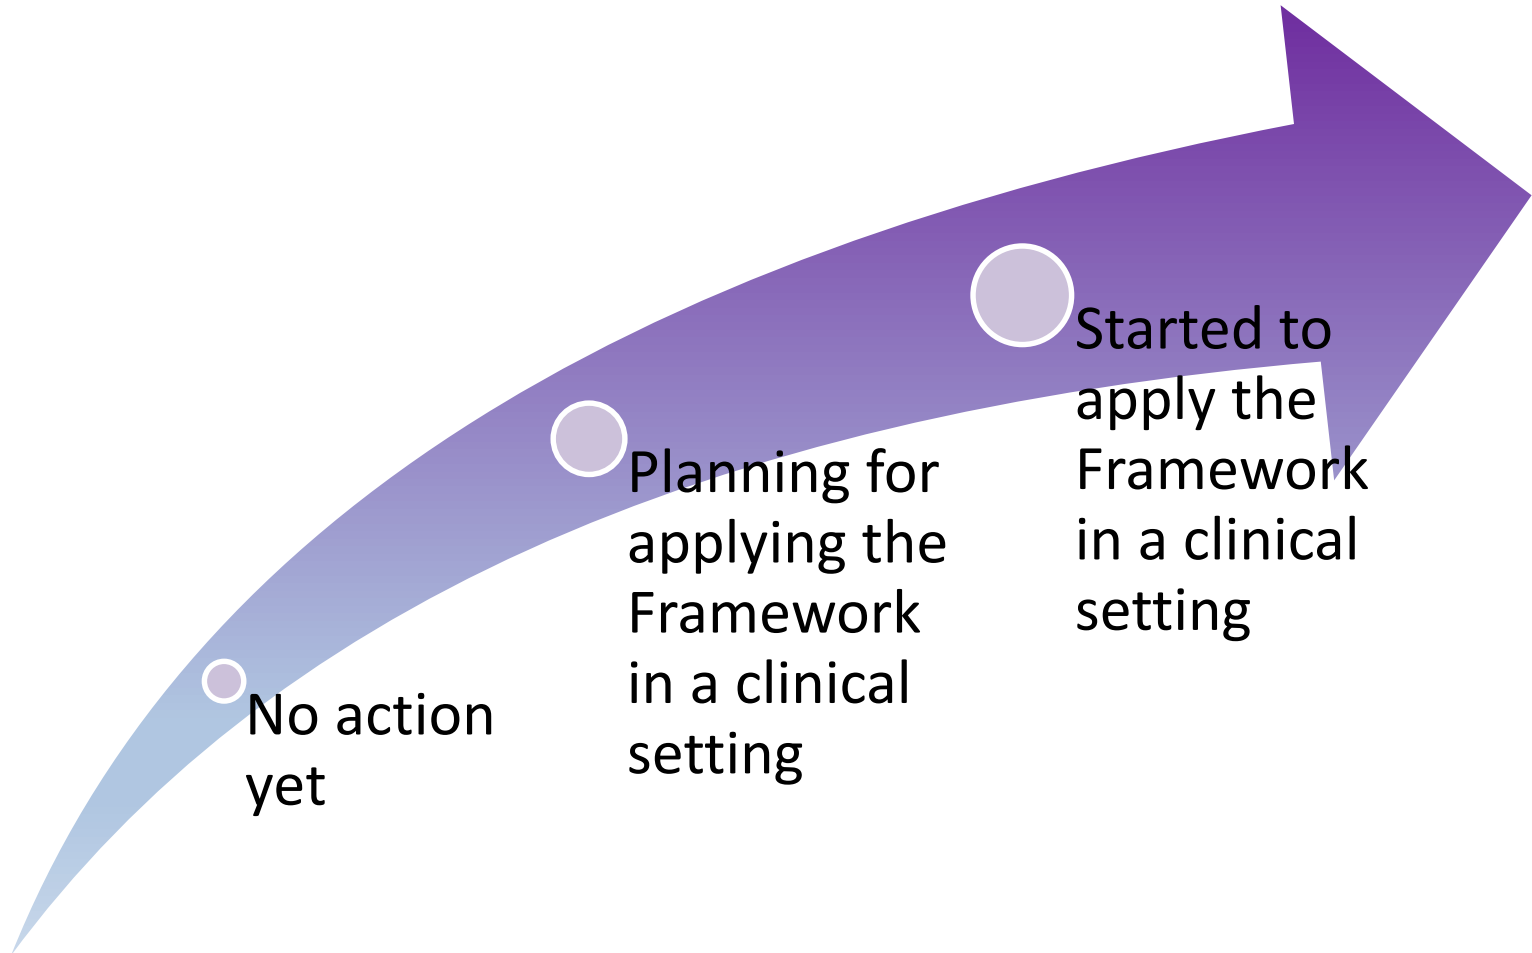 No action
yet
Planning for
applying the
Framework
in a clinical
setting
Started to
apply the
Framework
in a clinical
setting